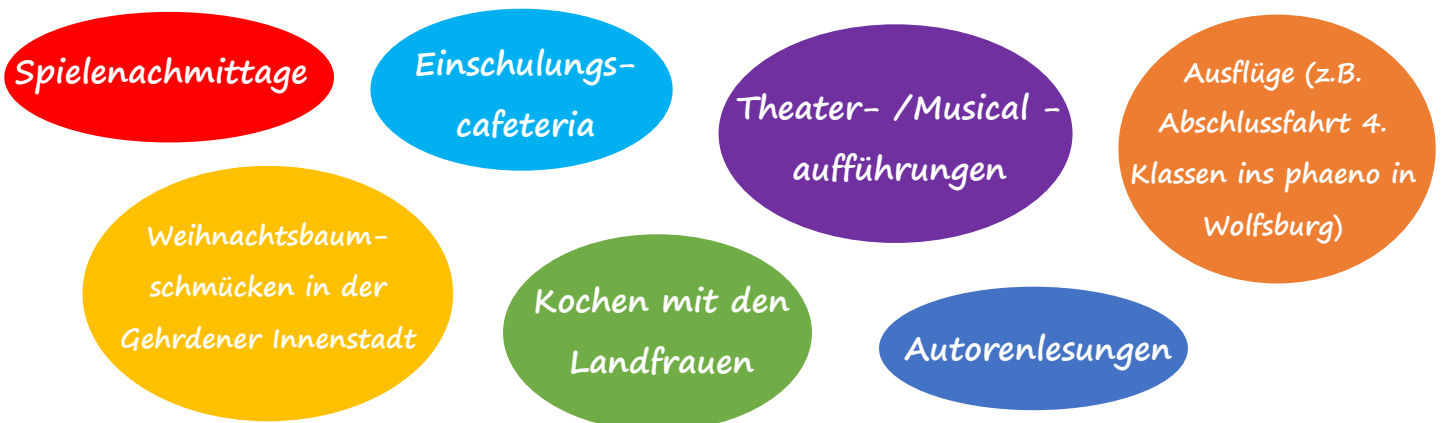 Spielenachmittage
Einschulungs-
cafeteria
Theater- /Musical -
aufführungen
Ausflüge (z.B.
Abschlussfahrt 4.
Klassen ins phaeno in
Wolfsburg)
Weihnachtsbaum-
schmücken in der
Gehrdener Innenstadt
Kochen mit den
Landfrauen
Autorenlesungen